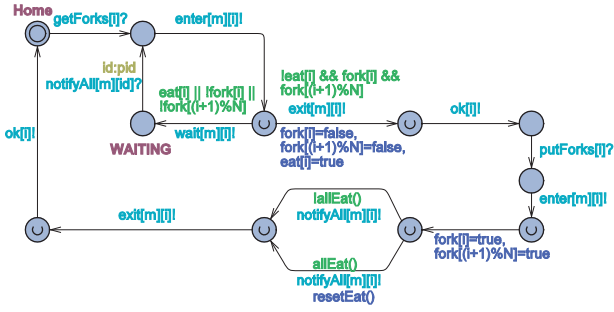 Home
getForks[i]?
enter[m][i]!
id:pid
notifyAll[m][id]?
eat[i] || !fork[i] ||
!fork[(i+1)%N]
!eat[i] && fork[i] &&
fork[(i+1)%N]
exit[m][i]!
ok[i]!
ok[i]!
wait[m][i]!
WAITING
fork[i]=false,
fork[(i+1)%N]=false,
eat[i]=true
putForks[i]?
enter[m][i]!
!allEat()
notifyAll[m][i]!
exit[m][i]!
fork[i]=true,
fork[(i+1)%N]=true
allEat()
notifyAll[m][i]!
resetEat()